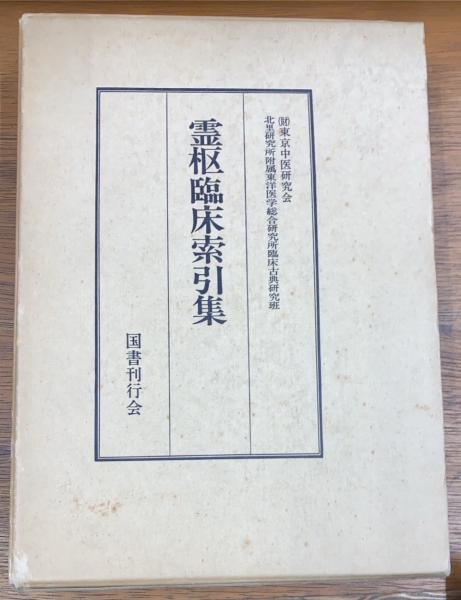 ㈶東京中医研究会
北里研究所附属東洋医学総合研究所臨床古典研究班
霊枢臨床索引集
国書刊行会